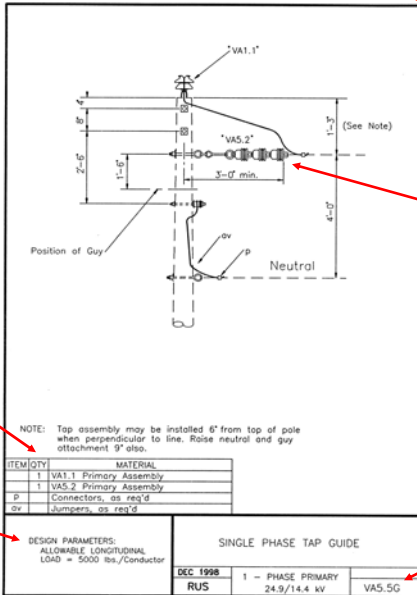 "VA1.1"
4"
8"
1'-3"
(See Note)
"VA5.2"
2'-6"
1'-6"
3'-0" min.
4'-0"
Position of Guy
av
p
Neutral
NOTE: Tap assembly may be installed 6" from top of pole
when perpendicular to line. Raise neutral and guy
attachment 9" also.
ITEM QTY MATERIAL
1 VA1.1 Primary Assembly
1 VA5.2 Primary Assembly
p Connectors, as req'd
av Jumpers, as req'd
DESIGN PARAMETERS:
ALLOWABLE LONGITUDINAL
LOAD = 5000 lbs./Conductor
SINGLE PHASE TAP GUIDE
DEC 1998
RUS
1 - PHASE PRIMARY
24.9/14.4 kV
VA5.5G